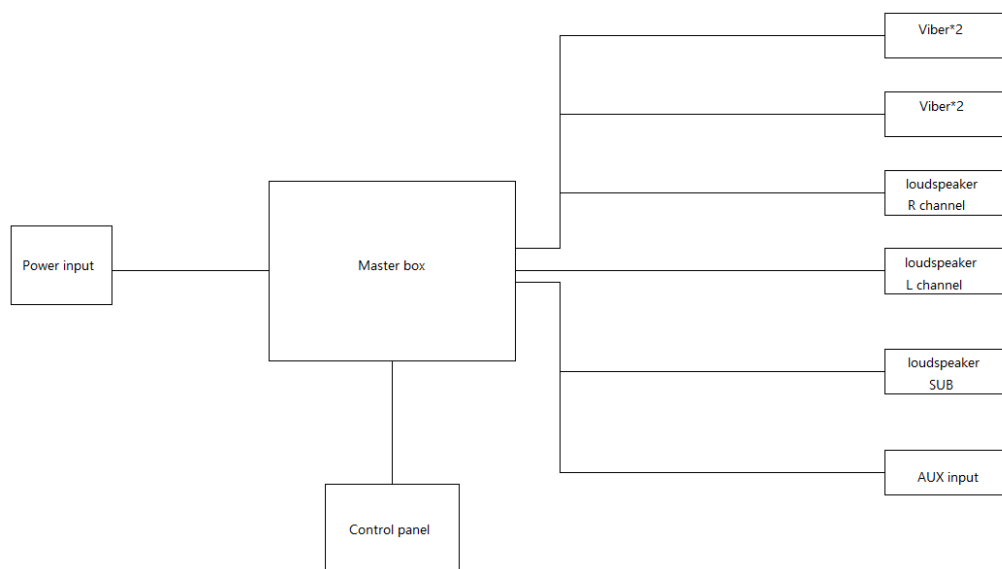 Viber*2
Viber*2
loudspeaker
R channel
Power input
Master box
loudspeaker
L channel
loudspeaker
SUB
AUX input
Control panel